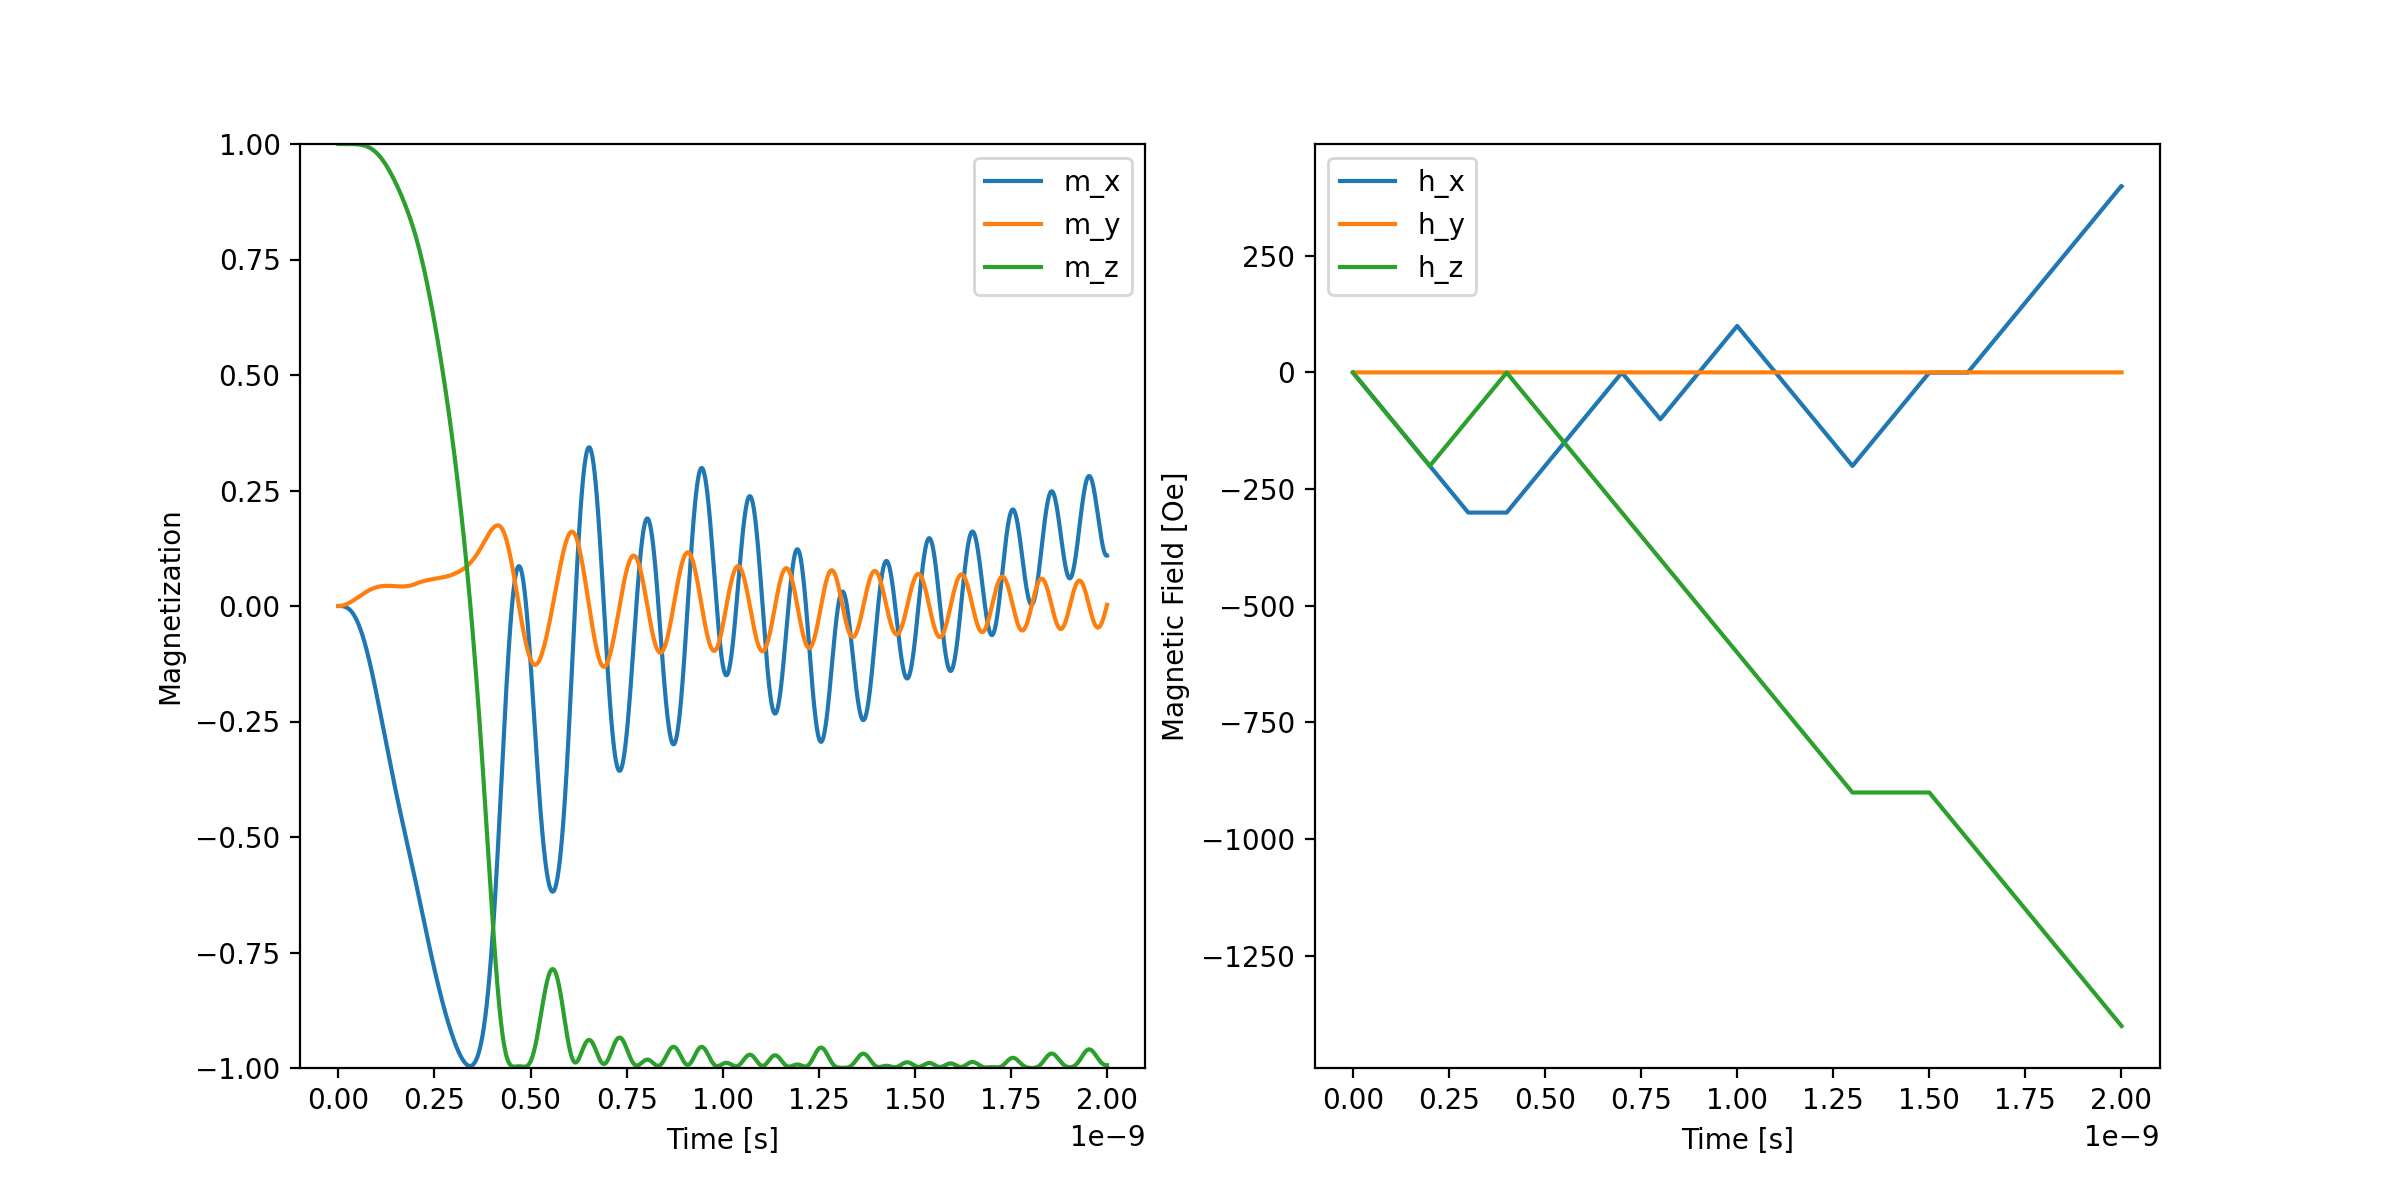 1.00
0.75
0.50
0.25
0.00
−0.25
−0.50
−0.75
−1.00
Magnetization
m_x
m_y
m_z
0.00 0.25 0.50 0.75 1.00 1.25 1.50 1.75 2.00
Time [s]
1e−9
250
0
−250
−500
−750
−1000
−1250
Magnetic Field [Oe]
h_x
h_y
h_z
0.00 0.25 0.50 0.75 1.00 1.25 1.50 1.75 2.00
Time [s]
1e−9